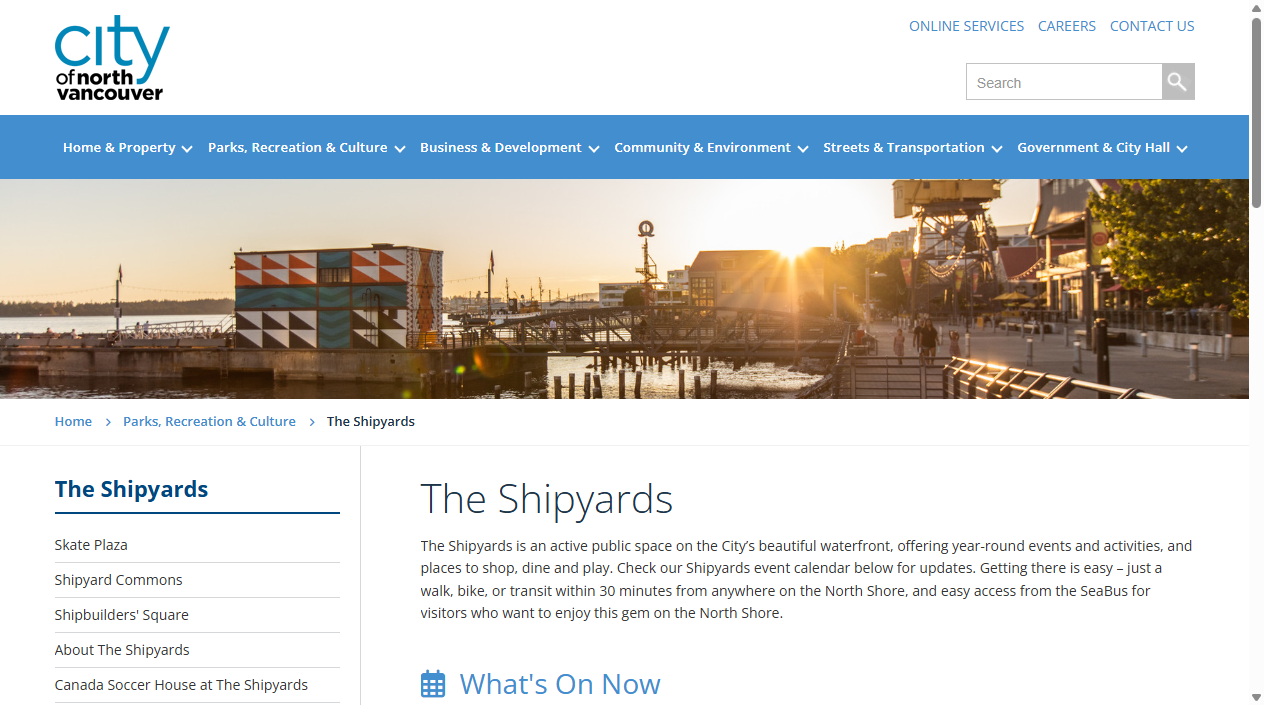 city
of north
vancouver
ONLINE SERVICES CAREERS CONTACT US
Search
Home & Property Parks, Recreation & Culture Business & Development Community & Environment Streets & Transportation Government & City Hall
Home > Parks, Recreation & Culture > The Shipyards
The Shipyards
Skate Plaza
Shipyard Commons
Shipbuilders' Square
About The Shipyards
Canada Soccer House at The Shipyards
The Shipyards
The Shipyards is an active public space on the City’s beautiful waterfront, offering year-round events and activities, and
places to shop, dine and play. Check our Shipyards event calendar below for updates. Getting there is easy – just a
walk, bike, or transit within 30 minutes from anywhere on the North Shore, and easy access from the SeaBus for
visitors who want to enjoy this gem on the North Shore.
What's On Now